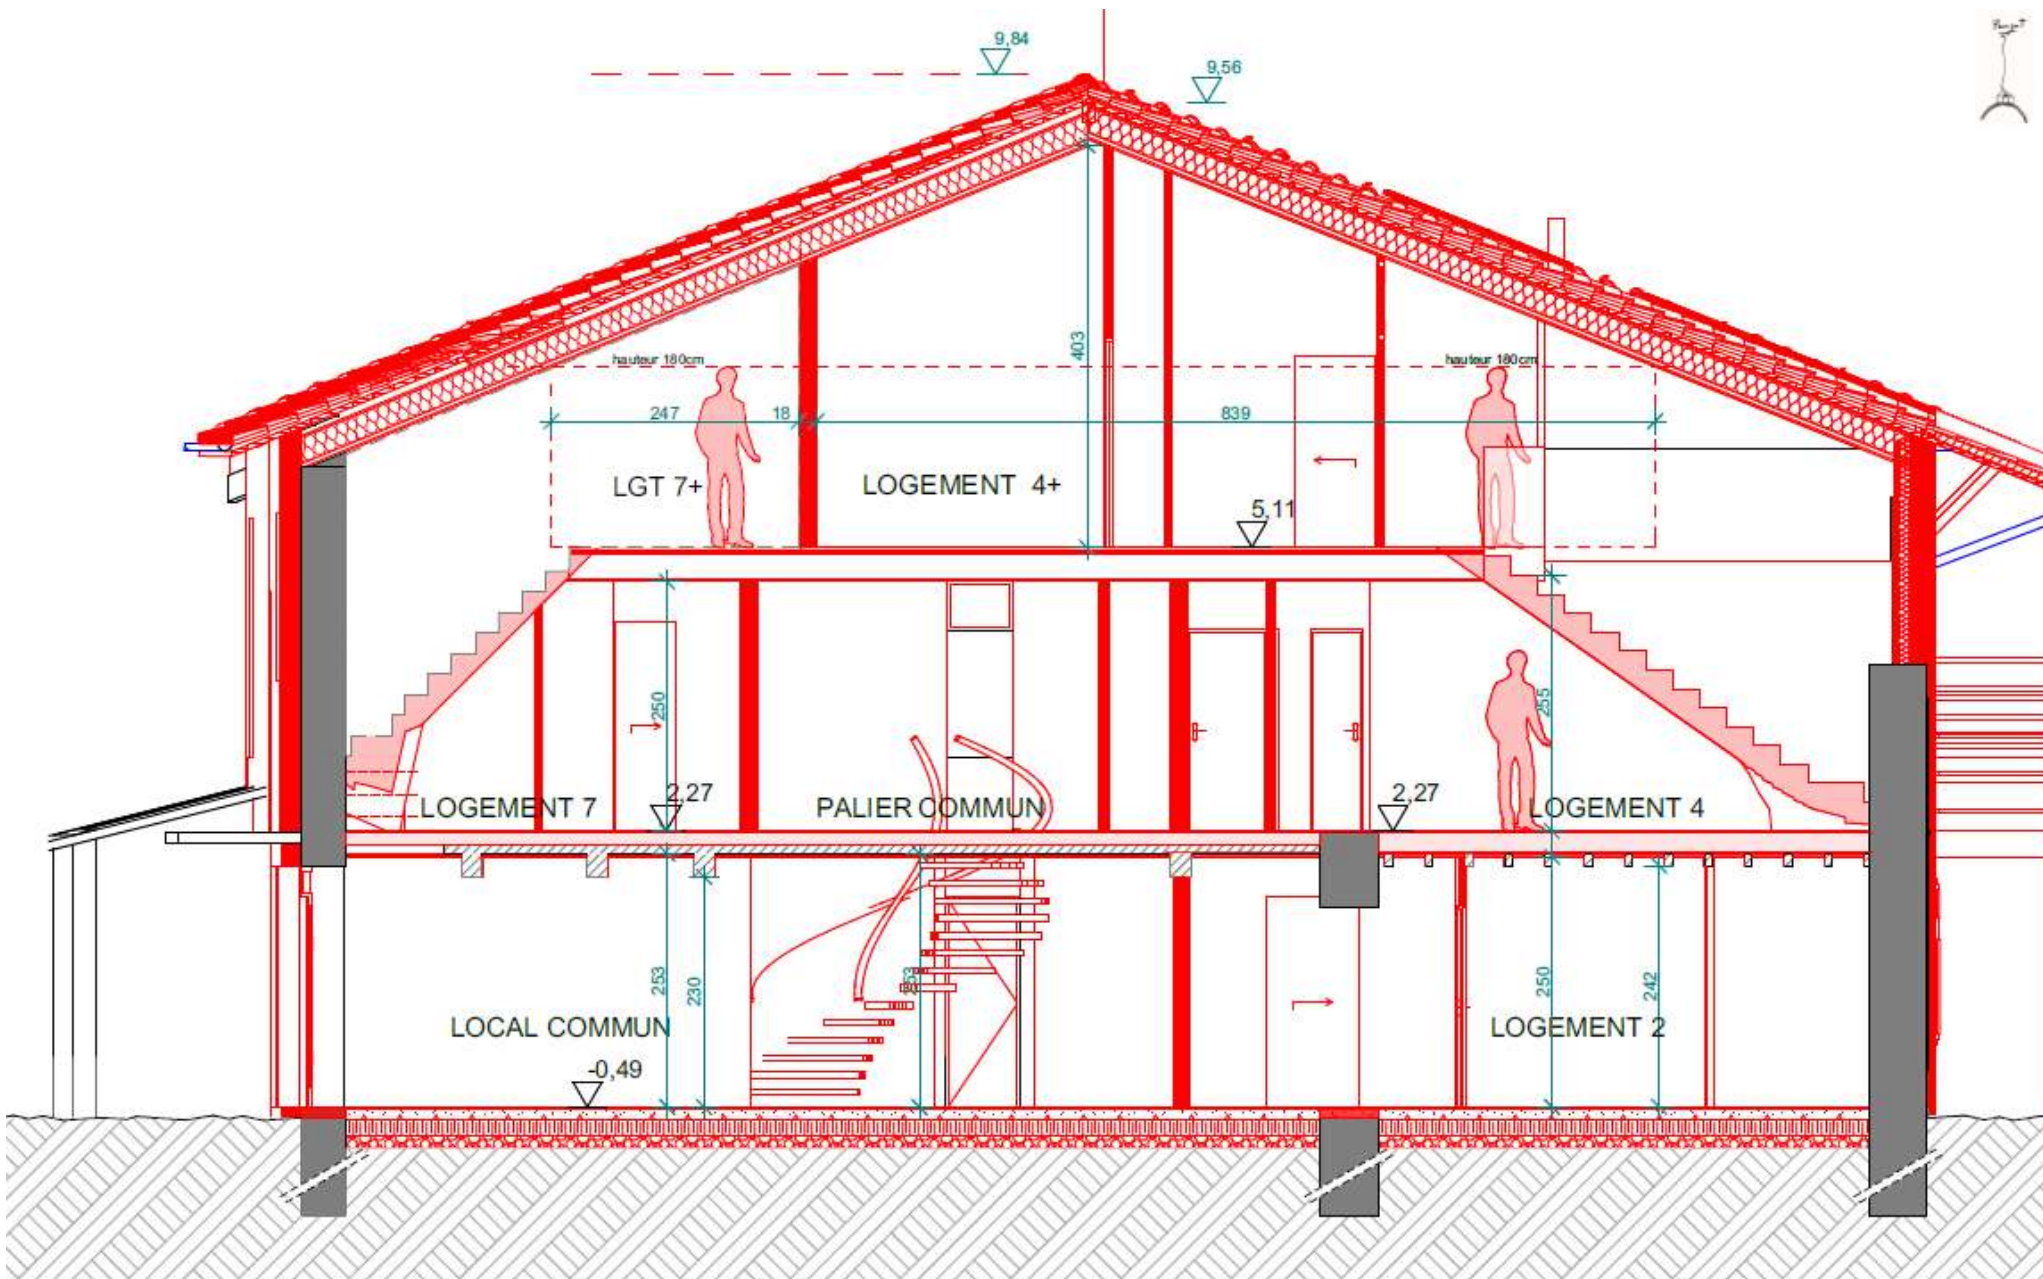 9,84
9,56
403
hauteur 180cm
hauteur 180cm
247
18
839
LGT 7+
LOGEMENT 4+
5,11
250
255
LOGEMENT 7
2,27
PALIER COMMUN
2,27
LOGEMENT 4
253
230
253
250
242
LOCAL COMMUN
LOGEMENT 2
-0,49